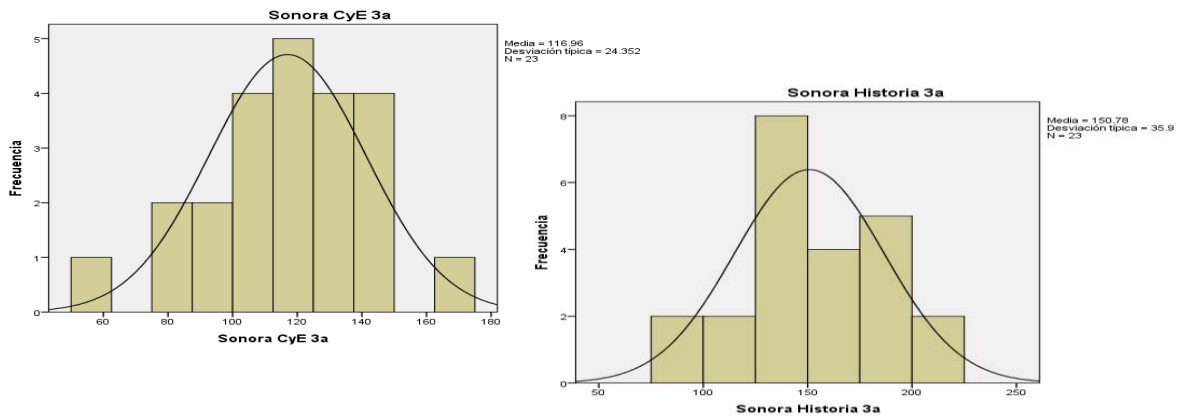 Sonora CyE 3a
Media = 116.96
Desviación típica = 24.352
N = 23
Frecuencia
5
4
3
2
1
0
60 80 100 120 140 160 180
Sonora CyE 3a
Sonora Historia 3a
Media = 150.78
Desviación típica = 35.9
N = 23
Frecuencia
8
6
4
2
0
50 100 150 200 250
Sonora Historia 3a